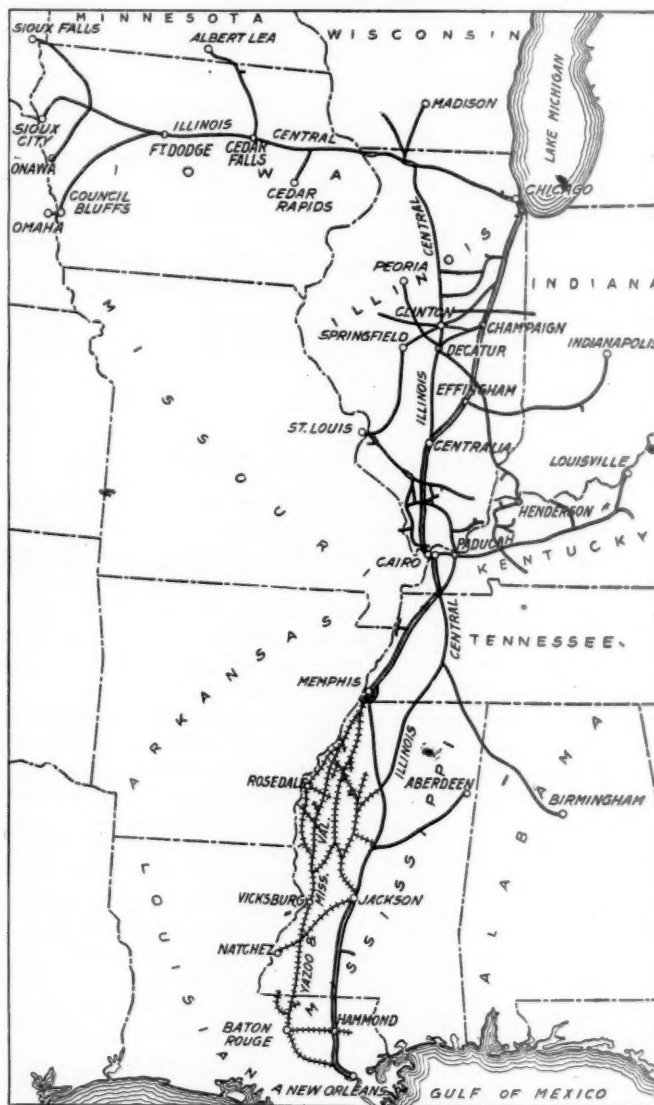 MINNESOTA
WISCONSIN
SIOUX FALLS
ALBERT LEA
LAKE MICHIGAN
MADISON
SIOUX
CITY
ILLINOIS
CENTRAL
FT. DODGE
CEDAR
FALLS
ONAWA
IOWA
CEDAR
RAPIDS
CHICAGO
COUNCIL
BLUFFS
OMAHA
CENTRAL
ILLINOIS
PEORIA
INDIANA
CLINTON
CHAMPAIGN
SPRINGFIELD
DECATUR
INDIANAPOLIS
MISSOURI
EFFINGHAM
ILLINOIS
ST. LOUIS
CENTRALIA
LOUISVILLE
HENDERSON
PADUCAH
KENTUCKY
CAIRO
CENTRAL
TENNESSEE
ARKANSAS
MEMPHIS
ILLINOIS
MISSISSIPPI
ALABAMA
ROSEDALE
ABERDEEN
BIRMINGHAM
YAZOO & MISS. VAL.
LOUISIANA
VICKSBURG
JACKSON
NATCHEZ
BATON
ROUGE
HAMMOND
NEW ORLEANS
GULF OF MEXICO